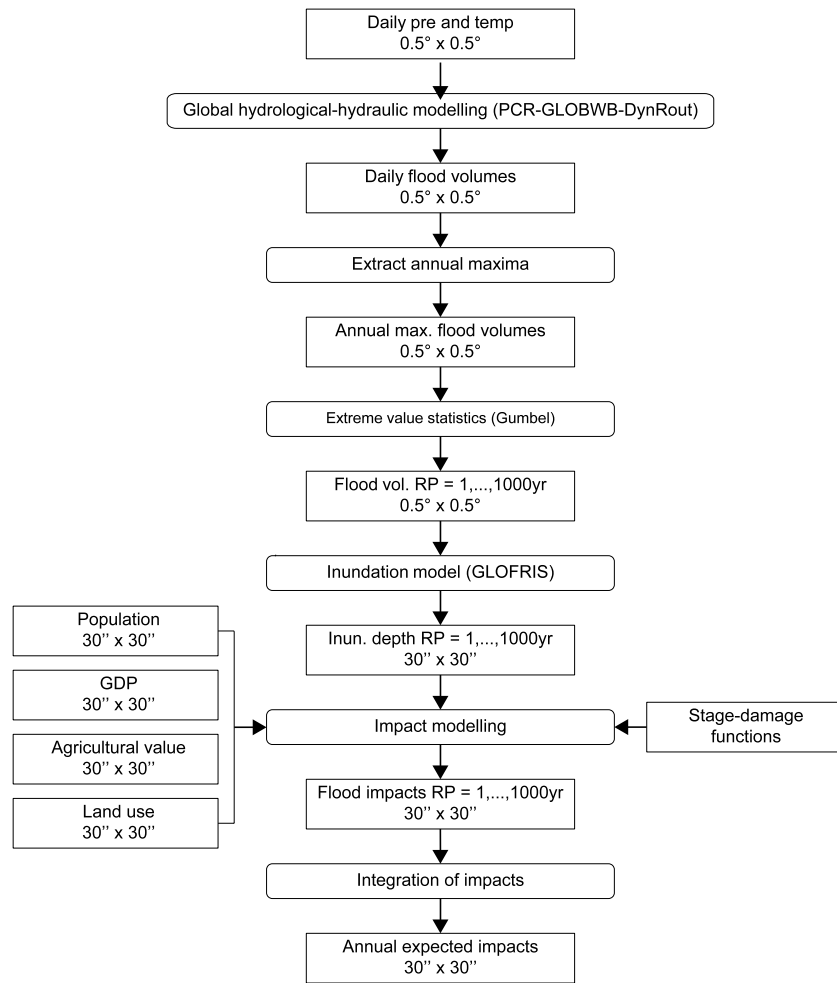 Daily pre and temp
0.5° x 0.5°
Global hydrological-hydraulic modelling (PCR-GLOBWB-DynRout)
Daily flood volumes
0.5° x 0.5°
Extract annual maxima
Annual max. flood volumes
0.5° x 0.5°
Extreme value statistics (Gumbel)
Flood vol. RP = 1,...,1000yr
0.5° x 0.5°
Inundation model (GLOFRIS)
Inun. depth RP = 1,...,1000yr
30’’ x 30’’
Population
30’’ x 30’’
GDP
30’’ x 30’’
Agricultural value
30’’ x 30’’
Land use
30’’ x 30’’
Impact modelling
Stage-damage
functions
Flood impacts RP = 1,...,1000yr
30’’ x 30’’
Integration of impacts
Annual expected impacts
30’’ x 30’’